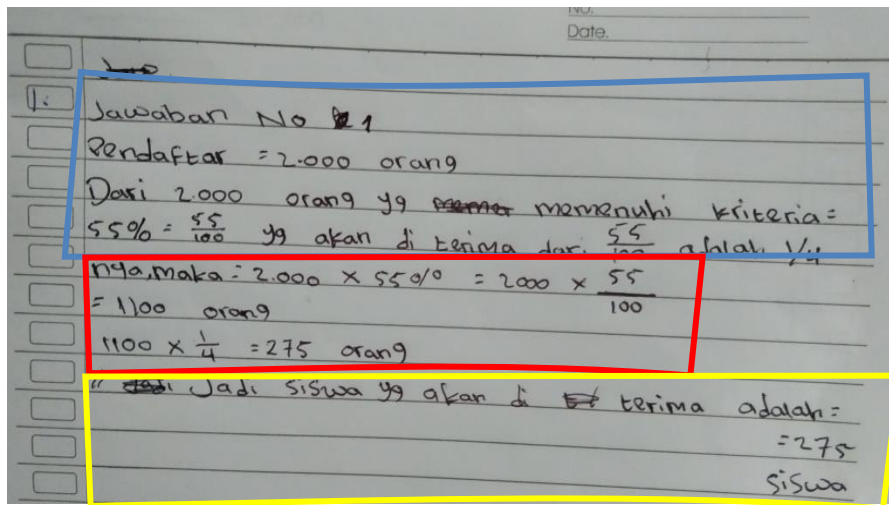 No.
Date.
1.
Jawaban No 1
Pendaftar = 2.000 orang
Dari 2.000 orang yg memenuhi kriteria =
55% = 55/100 yg akan di terima dari 55/100 adalah 1/4
nya, maka = 2.000 × 55% = 2000 × 55/100
= 1100 orang
1100 × 1/4 = 275 orang
" Jadi siswa yg akan di terima adalah =
= 275
siswa